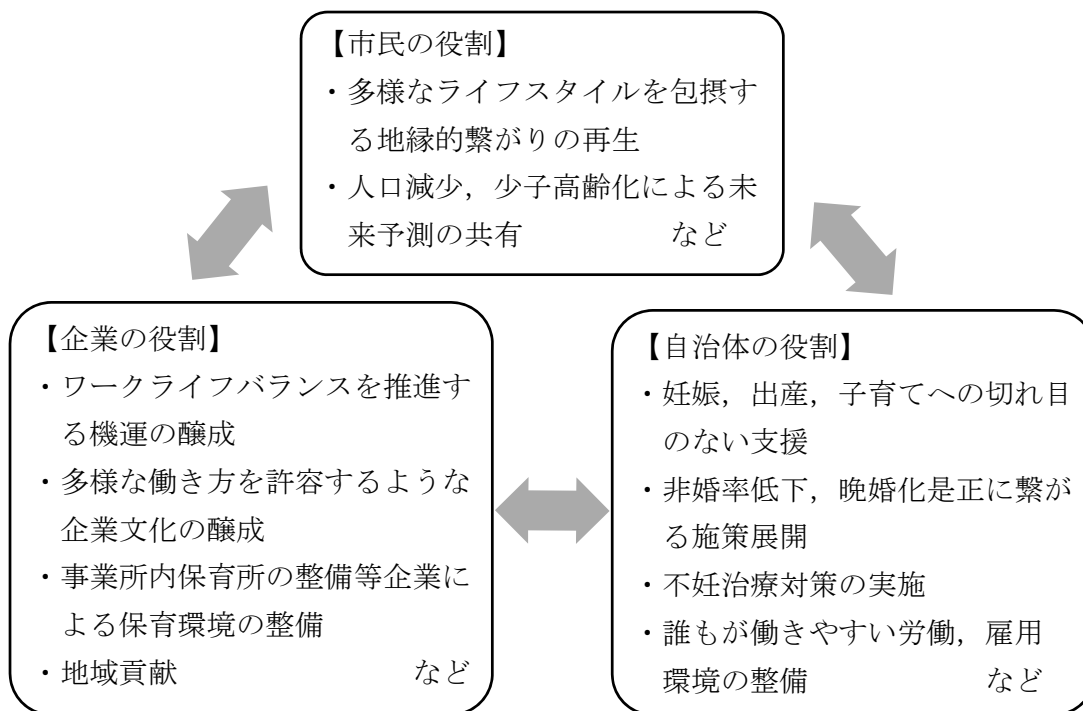 【市民の役割】
・多様なライフスタイルを包摂す
る地縁的繋がりの再生
・人口減少，少子高齢化による未
来予測の共有 など
【企業の役割】
・ワークライフバランスを推進す
る機運の醸成
・多様な働き方を許容するような
企業文化の醸成
・事業所内保育所の整備等企業に
よる保育環境の整備
・地域貢献 など
【自治体の役割】
・妊娠，出産，子育てへの切れ目
のない支援
・非婚率低下，晩婚化是正に繋が
る施策展開
・不妊治療対策の実施
・誰もが働きやすい労働，雇用
環境の整備 など